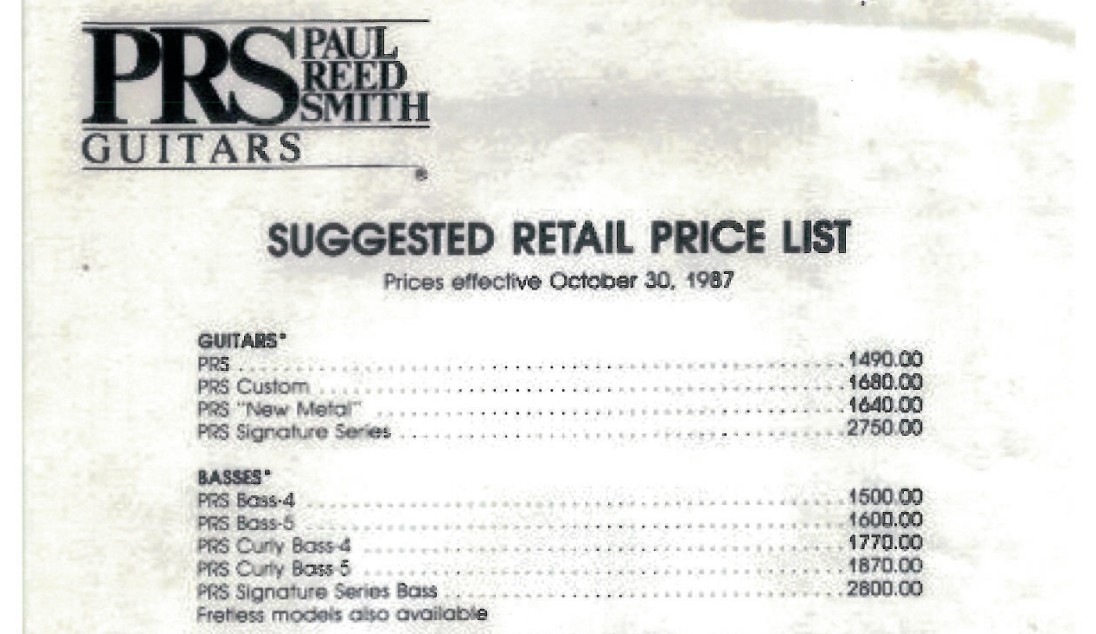 PRS PAUL REED SMITH
GUITARS
®
SUGGESTED RETAIL PRICE LIST
Prices effective October 30, 1987
GUITARS*
PRS ........ 1490.00
PRS Custom ........ 1680.00
PRS "New Metal" ........ 1640.00
PRS Signature Series ........ 2750.00
BASSES*
PRS Bass-4 ........ 1500.00
PRS Bass-5 ........ 1600.00
PRS Curly Bass-4 ........ 1770.00
PRS Curly Bass-5 ........ 1870.00
PRS Signature Series Bass ........ 2800.00
Fretless models also available